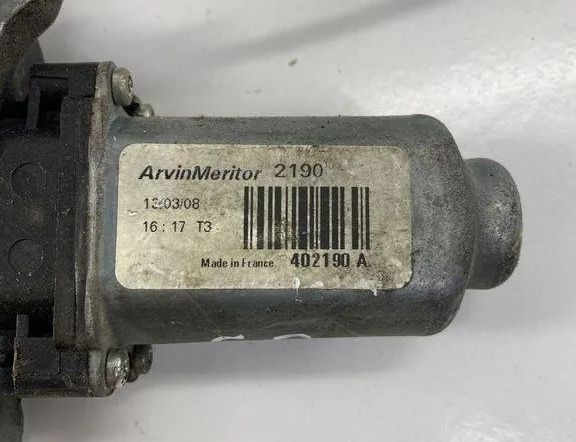 ArvinMeritor 2190
13/03/08
16 : 17 T3
Made in France 402190 A